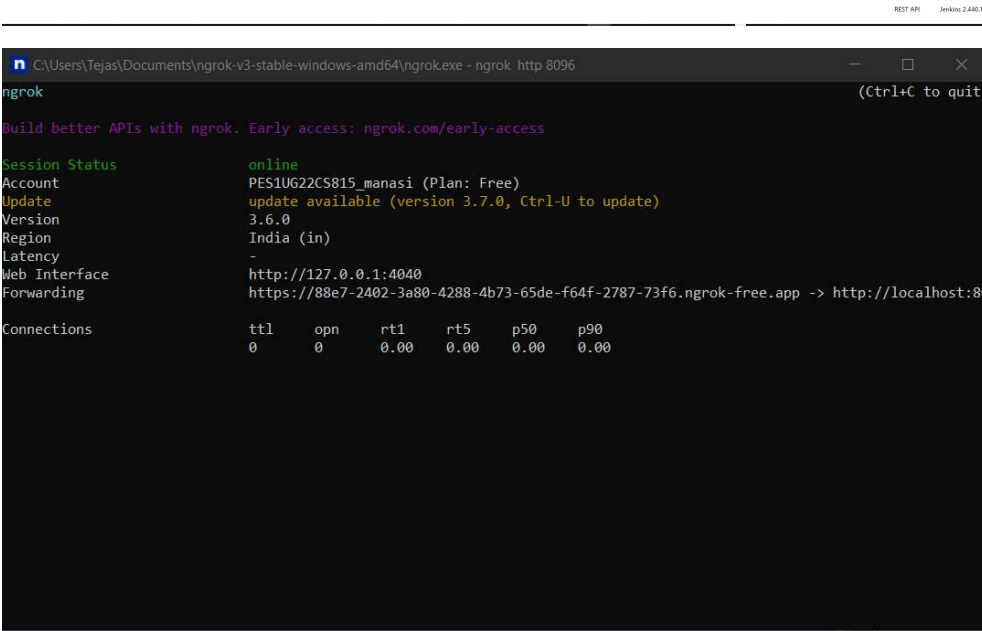 REST API Jenkins 2.440.1
C:\Users\Tejas\Documents\ngrok-v3-stable-windows-amd64\ngrok.exe - ngrok http 8096
ngrok (Ctrl+C to quit
Build better APIs with ngrok. Early access: ngrok.com/early-access
Session Status online
Account PES1UG22CS815_manasi (Plan: Free)
Update update available (version 3.7.0, Ctrl-U to update)
Version 3.6.0
Region India (in)
Latency -
Web Interface http://127.0.0.1:4040
Forwarding https://88e7-2402-3a80-4288-4b73-65de-f64f-2787-73f6.ngrok-free.app -> http://localhost:8
Connections ttl opn rt1 rt5 p50 p90
0 0 0.00 0.00 0.00 0.00